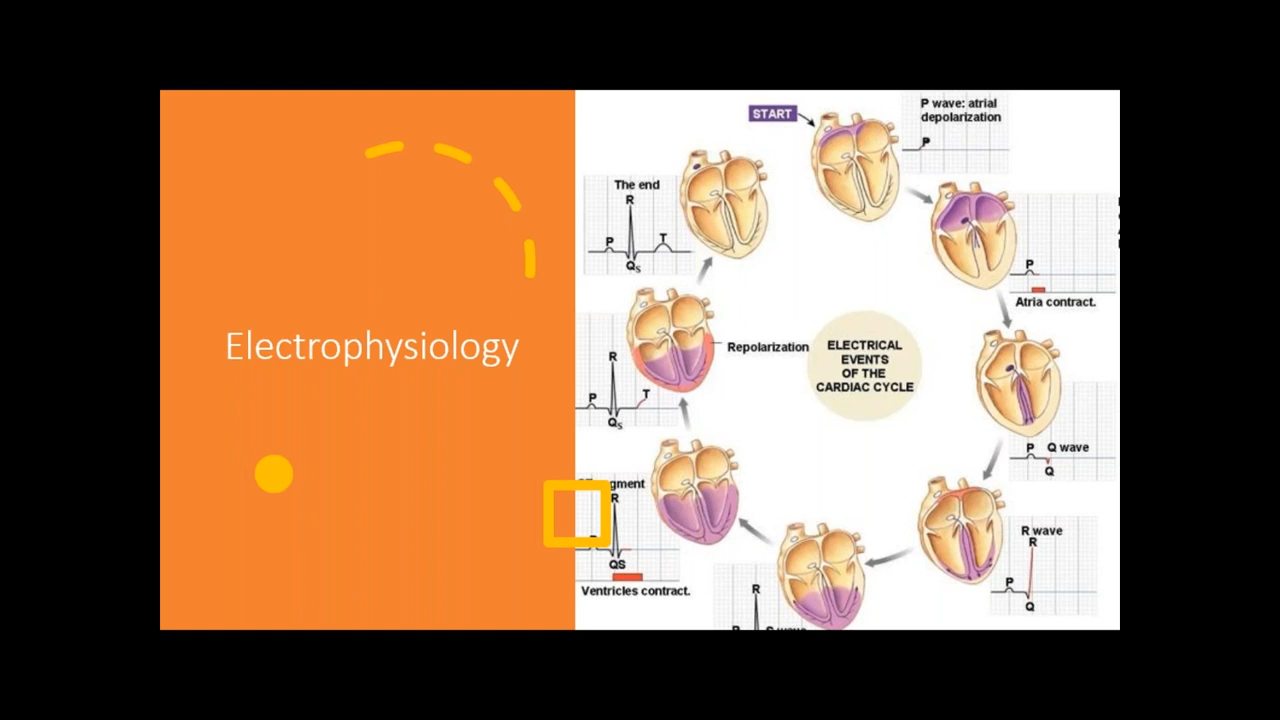 Electrophysiology
START
P wave: atrial
depolarization
P
P
Atria contract.
P Q wave
Q
R wave
R
P
Q
R
QS
Ventricles contract.
R
P
T
QS
Repolarization
The end
R
P
T
QS
ELECTRICAL
EVENTS
OF THE
CARDIAC CYCLE
R